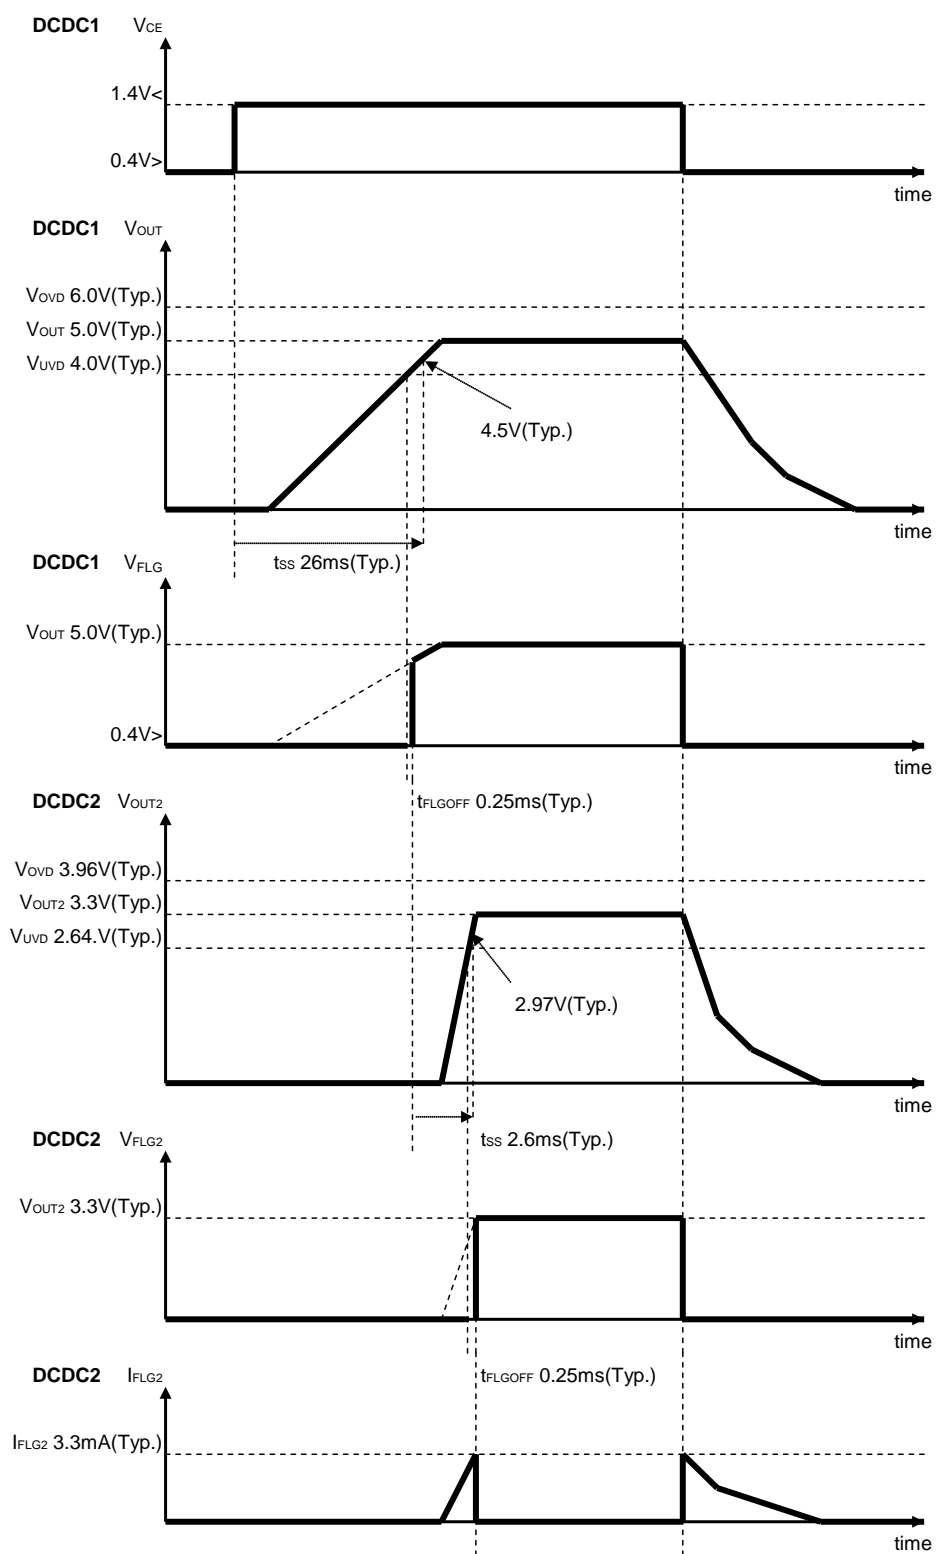 DCDC1 VCE
1.4V<
0.4V>
time
DCDC1 VOUT
VOVD 6.0V(Typ.)
VOUT 5.0V(Typ.)
VUVD 4.0V(Typ.)
4.5V(Typ.)
time
tSS 26ms(Typ.)
DCDC1 VFLG
VOUT 5.0V(Typ.)
0.4V>
time
DCDC2 VOUT2
tFLGOFF 0.25ms(Typ.)
VOVD 3.96V(Typ.)
VOUT2 3.3V(Typ.)
VUVD 2.64.V(Typ.)
2.97V(Typ.)
time
DCDC2 VFLG2
tss 2.6ms(Typ.)
VOUT2 3.3V(Typ.)
time
DCDC2 IFLG2
tFLGOFF 0.25ms(Typ.)
IFLG2 3.3mA(Typ.)
time